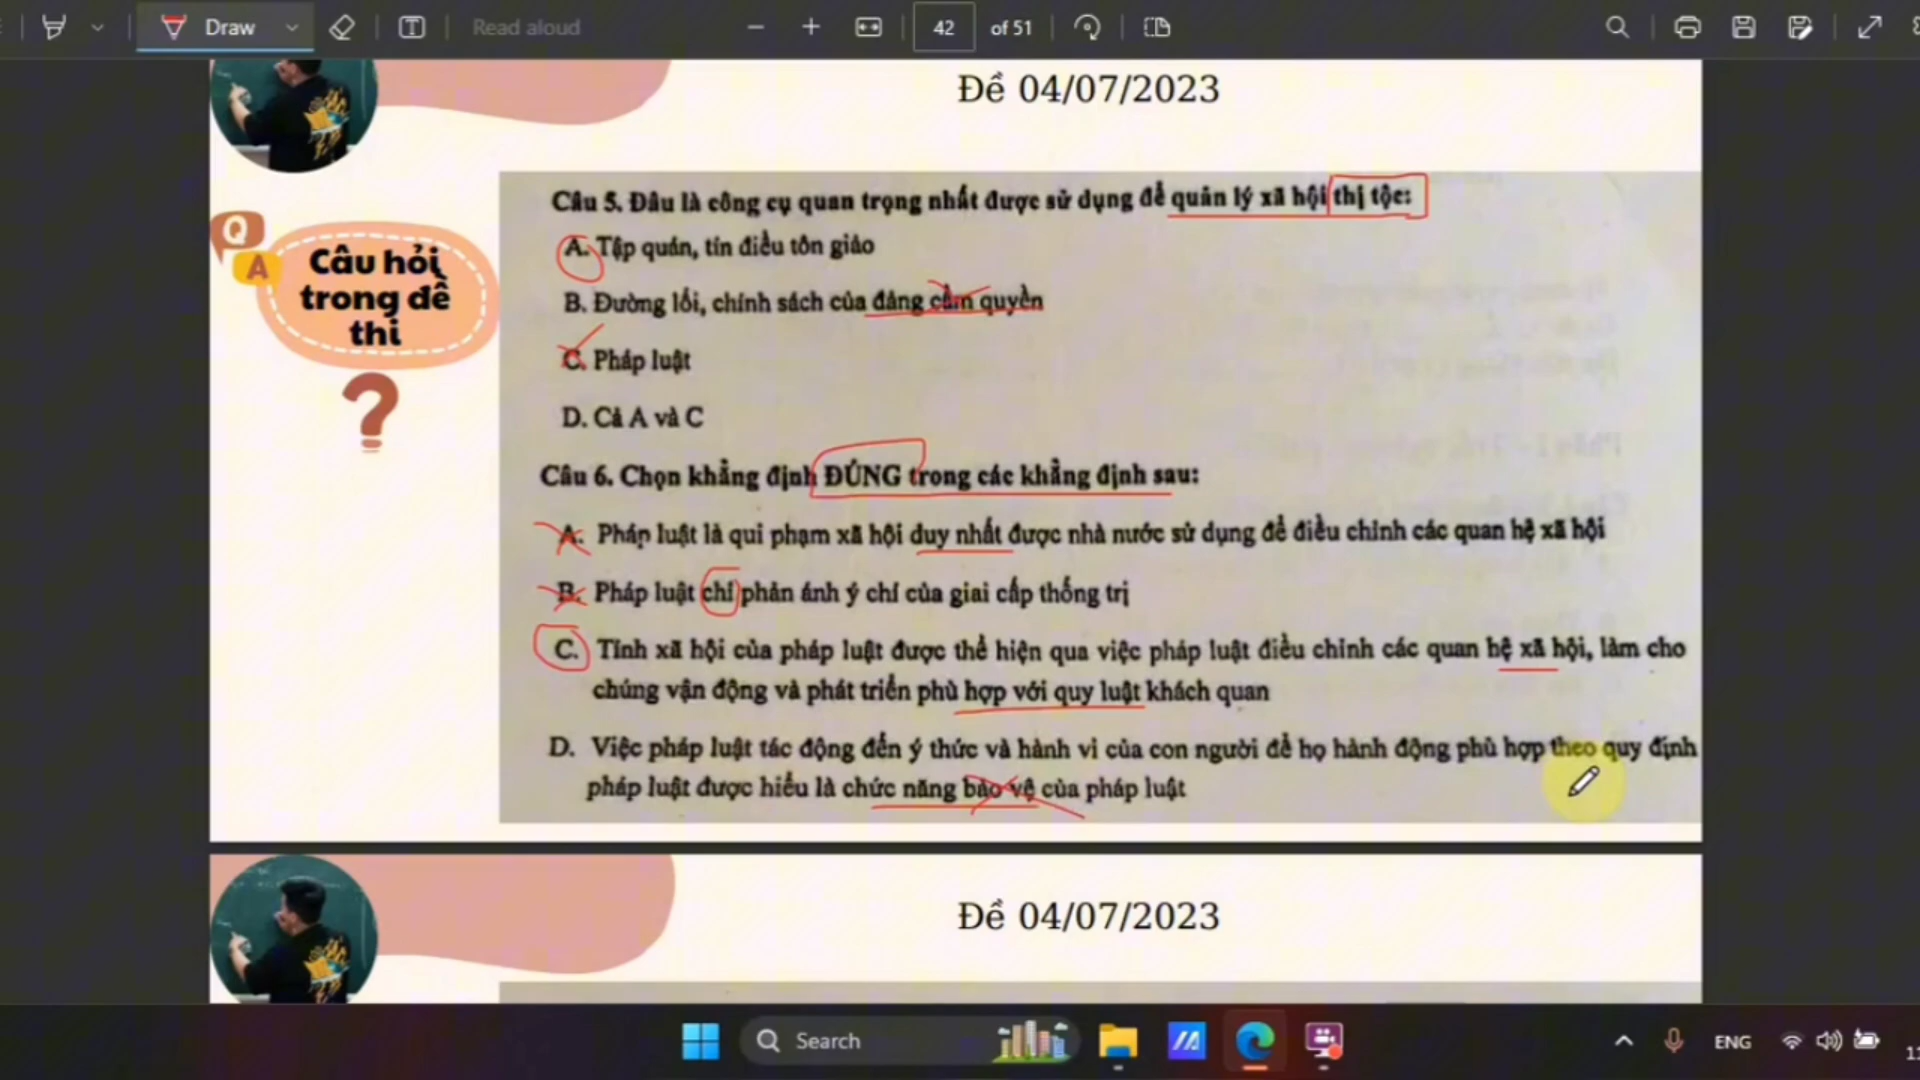 Draw
Read aloud
42
of 51
Đề 04/07/2023
Q
A
Câu hỏi
trong đề
thi
Câu 5. Đâu là công cụ quan trọng nhất được sử dụng để quản lý xã hội thị tộc:
A. Tập quán, tín điều tôn giáo
B. Đường lối, chính sách của đảng cầm quyền
C. Pháp luật
D. Cả A và C
Câu 6. Chọn khẳng định ĐÚNG trong các khẳng định sau:
A. Pháp luật là qui phạm xã hội duy nhất được nhà nước sử dụng để điều chỉnh các quan hệ xã hội
B. Pháp luật chỉ phản ánh ý chí của giai cấp thống trị
C. Tính xã hội của pháp luật được thể hiện qua việc pháp luật điều chỉnh các quan hệ xã hội, làm cho
chúng vận động và phát triển phù hợp với quy luật khách quan
D. Việc pháp luật tác động đến ý thức và hành vi của con người để họ hành động phù hợp theo quy định
pháp luật được hiểu là chức năng bảo vệ của pháp luật
Đề 04/07/2023
Search
ENG